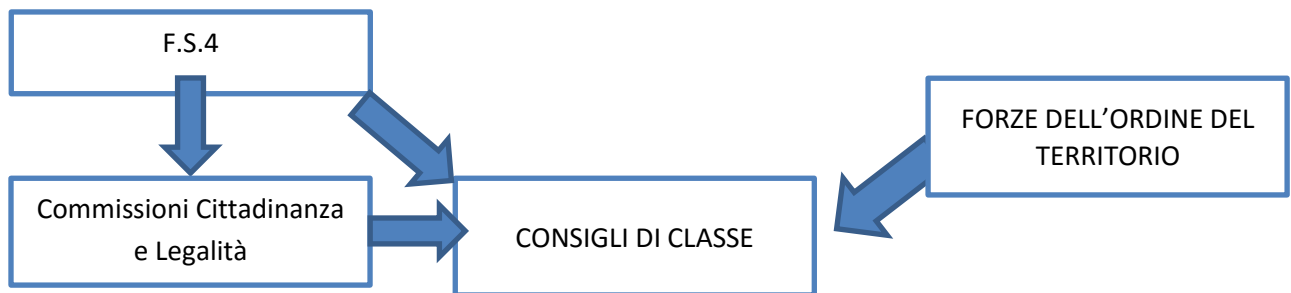 F.S.4
FORZE DELL’ORDINE DEL
TERRITORIO
Commissioni Cittadinanza
e Legalità
CONSIGLI DI CLASSE